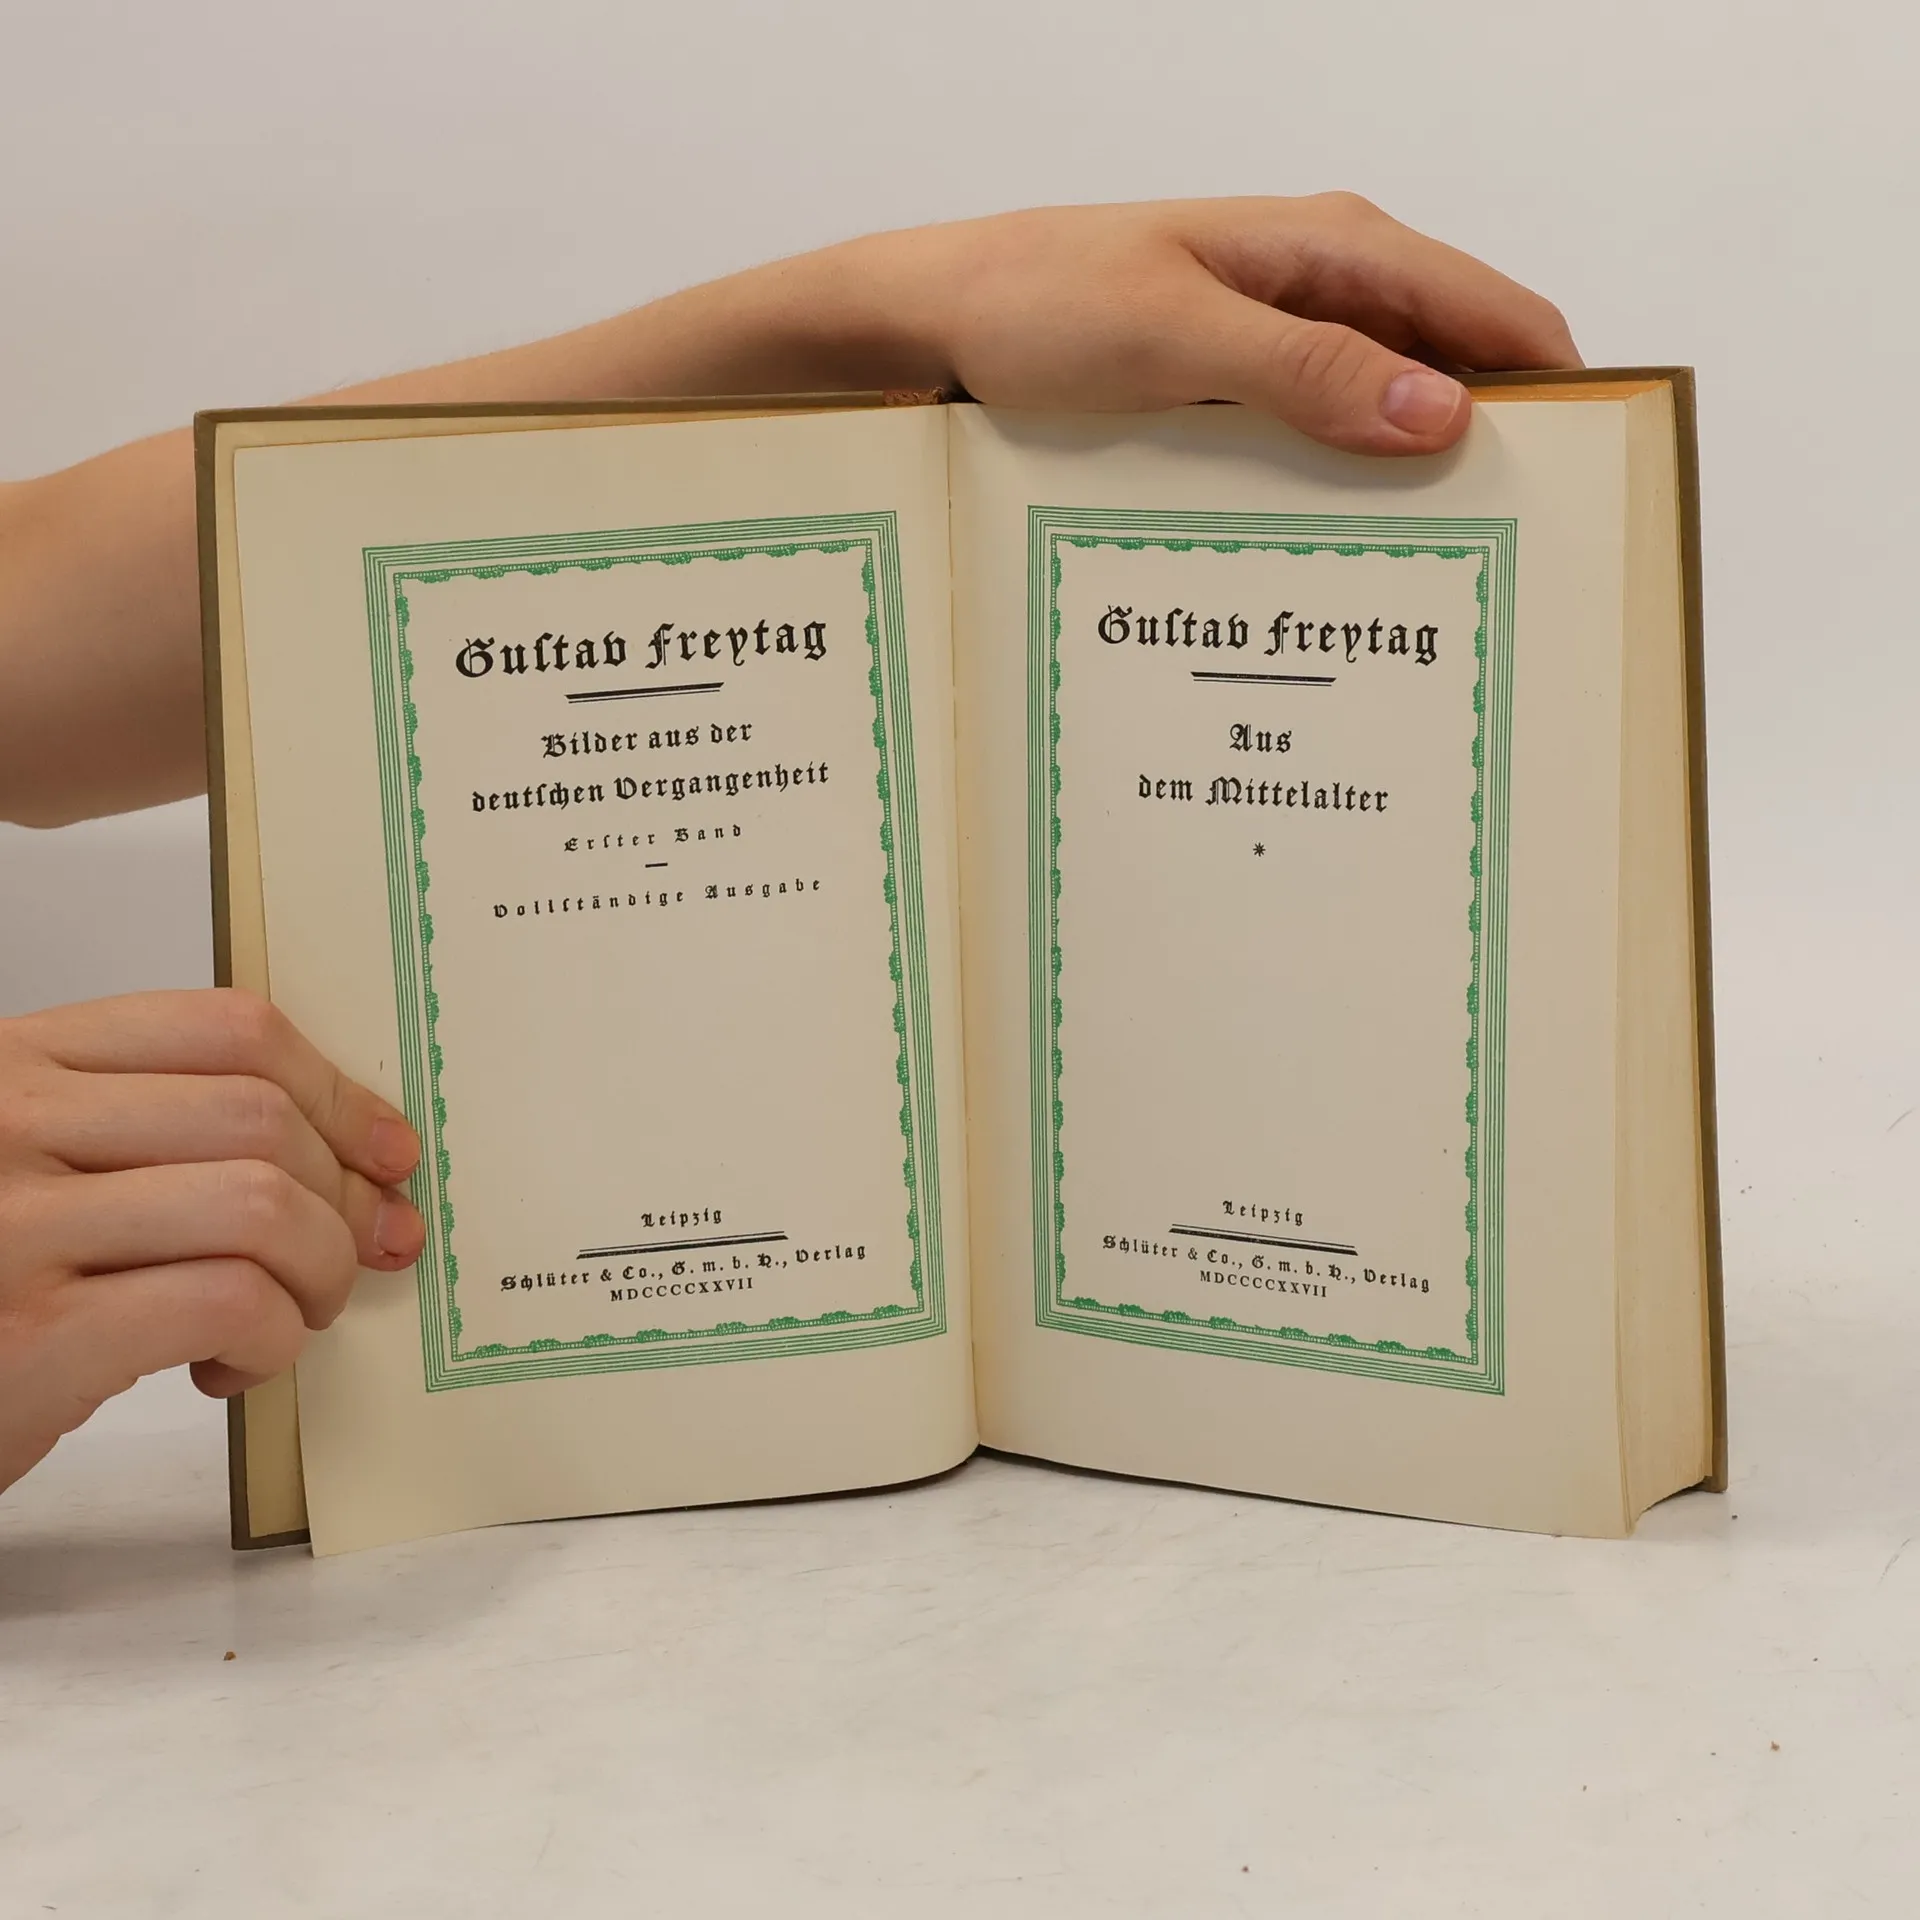 Guſtav Freytag
Bilder aus der
deutſchen Vergangenheit
Erſter Band
Vollſtändige Ausgabe
Leipzig
Schlüter & Co., G. m. b. H., Verlag
MDCCCCXXVII
Guſtav Freytag
Aus
dem Mittelalter
*
Leipzig
Schlüter & Co., G. m. b. H., Verlag
MDCCCCXXVII